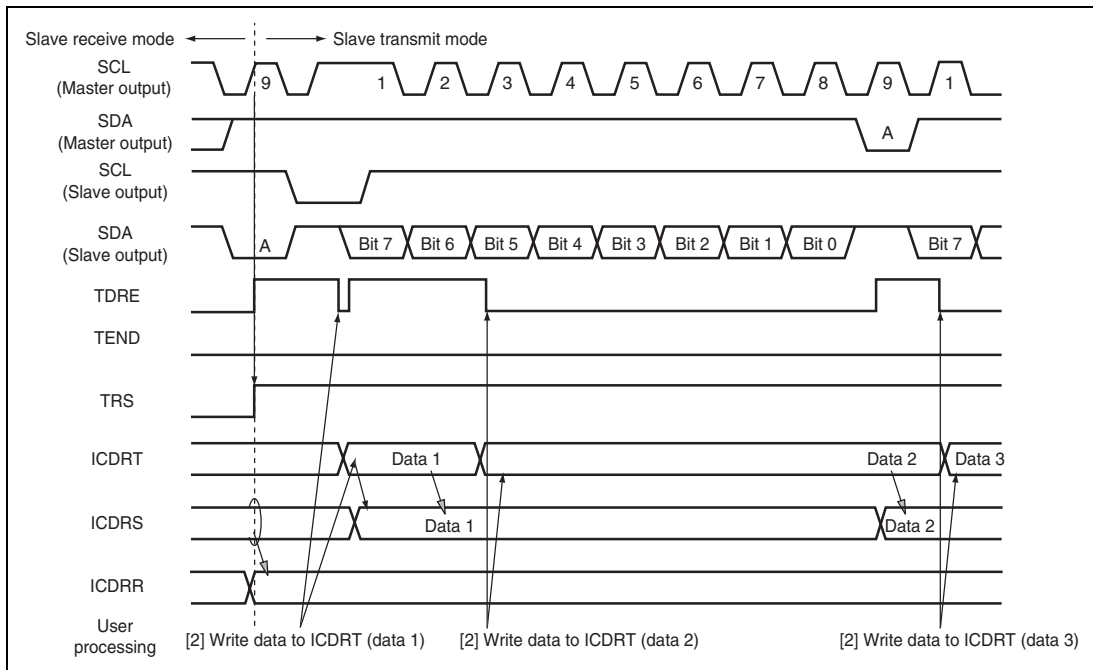 Slave receive mode Slave transmit mode
SCL
(Master output)
9 1 2 3 4 5 6 7 8 9 1
SDA
(Master output)
A
SCL
(Slave output)
SDA
(Slave output)
A Bit 7 Bit 6 Bit 5 Bit 4 Bit 3 Bit 2 Bit 1 Bit 0 Bit 7
TDRE
TEND
TRS
ICDRT
Data 1 Data 2 Data 3
ICDRS
Data 1 Data 2
ICDRR
User
processing
[2] Write data to ICDRT (data 1) [2] Write data to ICDRT (data 2) [2] Write data to ICDRT (data 3)